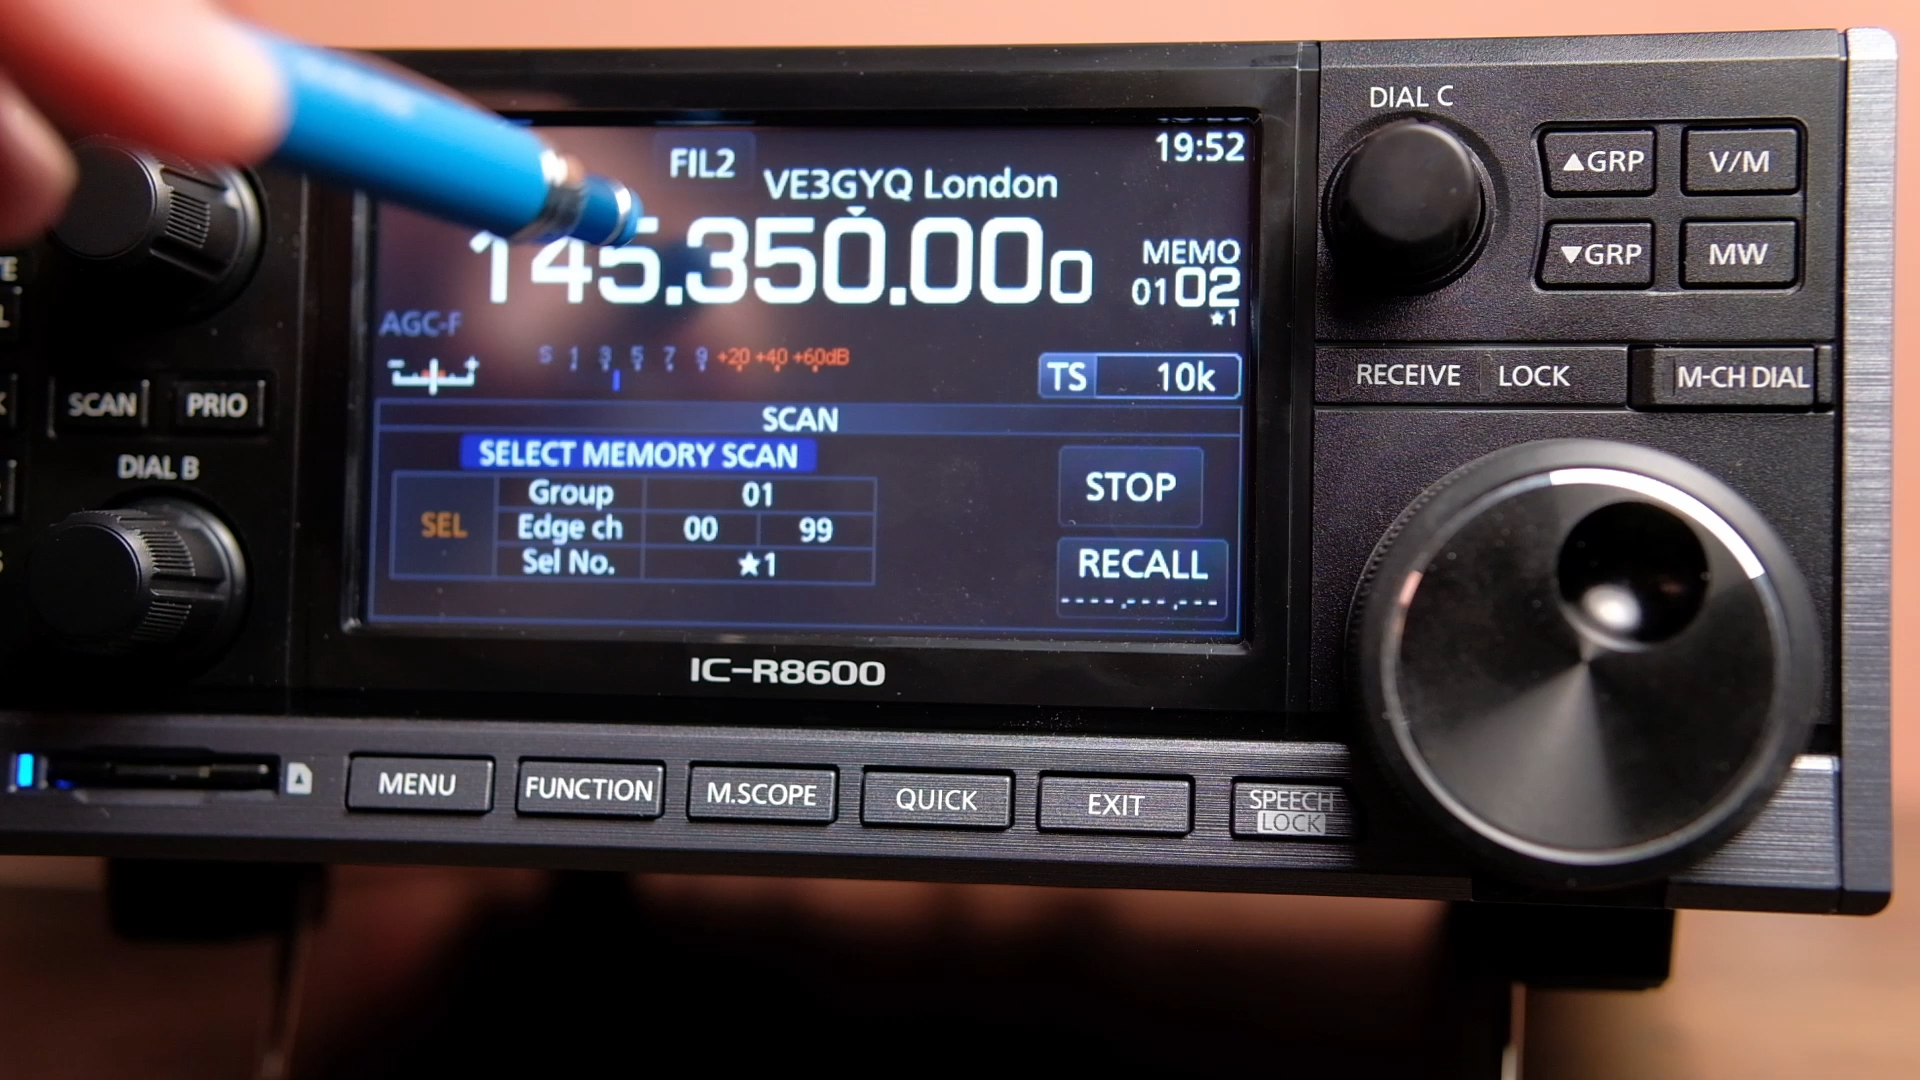 DIAL C
19:52
FIL2
VE3GYQ London
▲GRP
V/M
145.350.000
MEMO
0102
★1
▼GRP
MW
AGC-F
S 1 3 5 7 9 +20 +40 +60dB
- +
TS 10k
RECEIVE LOCK M-CH DIAL
SCAN PRIO
SCAN
SELECT MEMORY SCAN
DIAL B
SEL
Group 01
Edge ch 00 99
Sel No. ★1
STOP
RECALL
----.---.---
IC-R8600
MENU
FUNCTION
M.SCOPE
QUICK
EXIT
SPEECH
LOCK